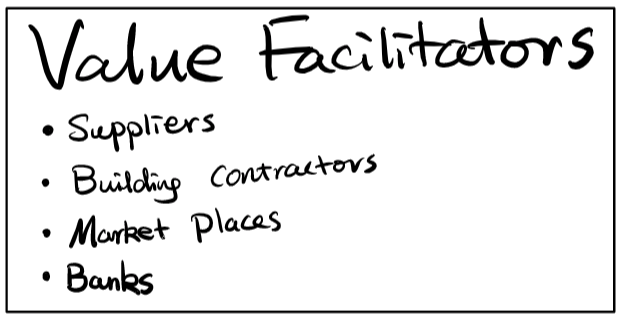 Value Facilitators
• Suppliers
• Building Contractors
• Market Places
• Banks